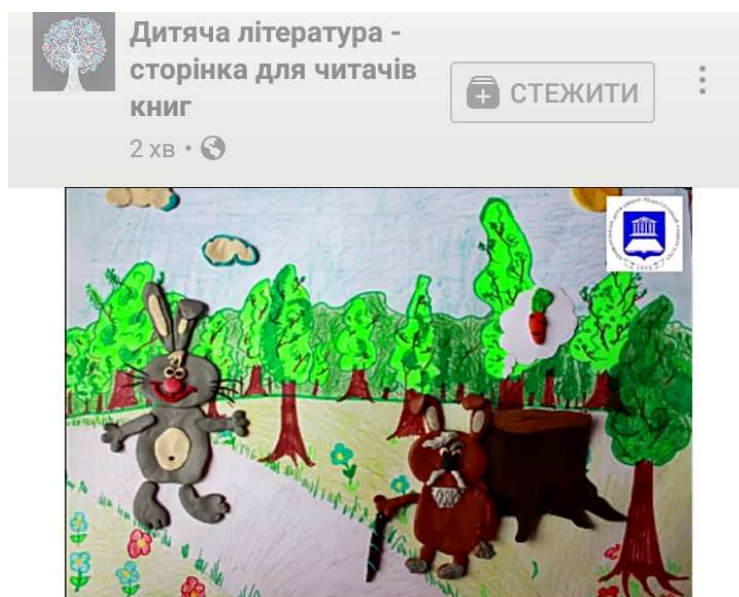 Дитяча література -
сторінка для читачів
книг
СТЕЖИТИ
2 хв